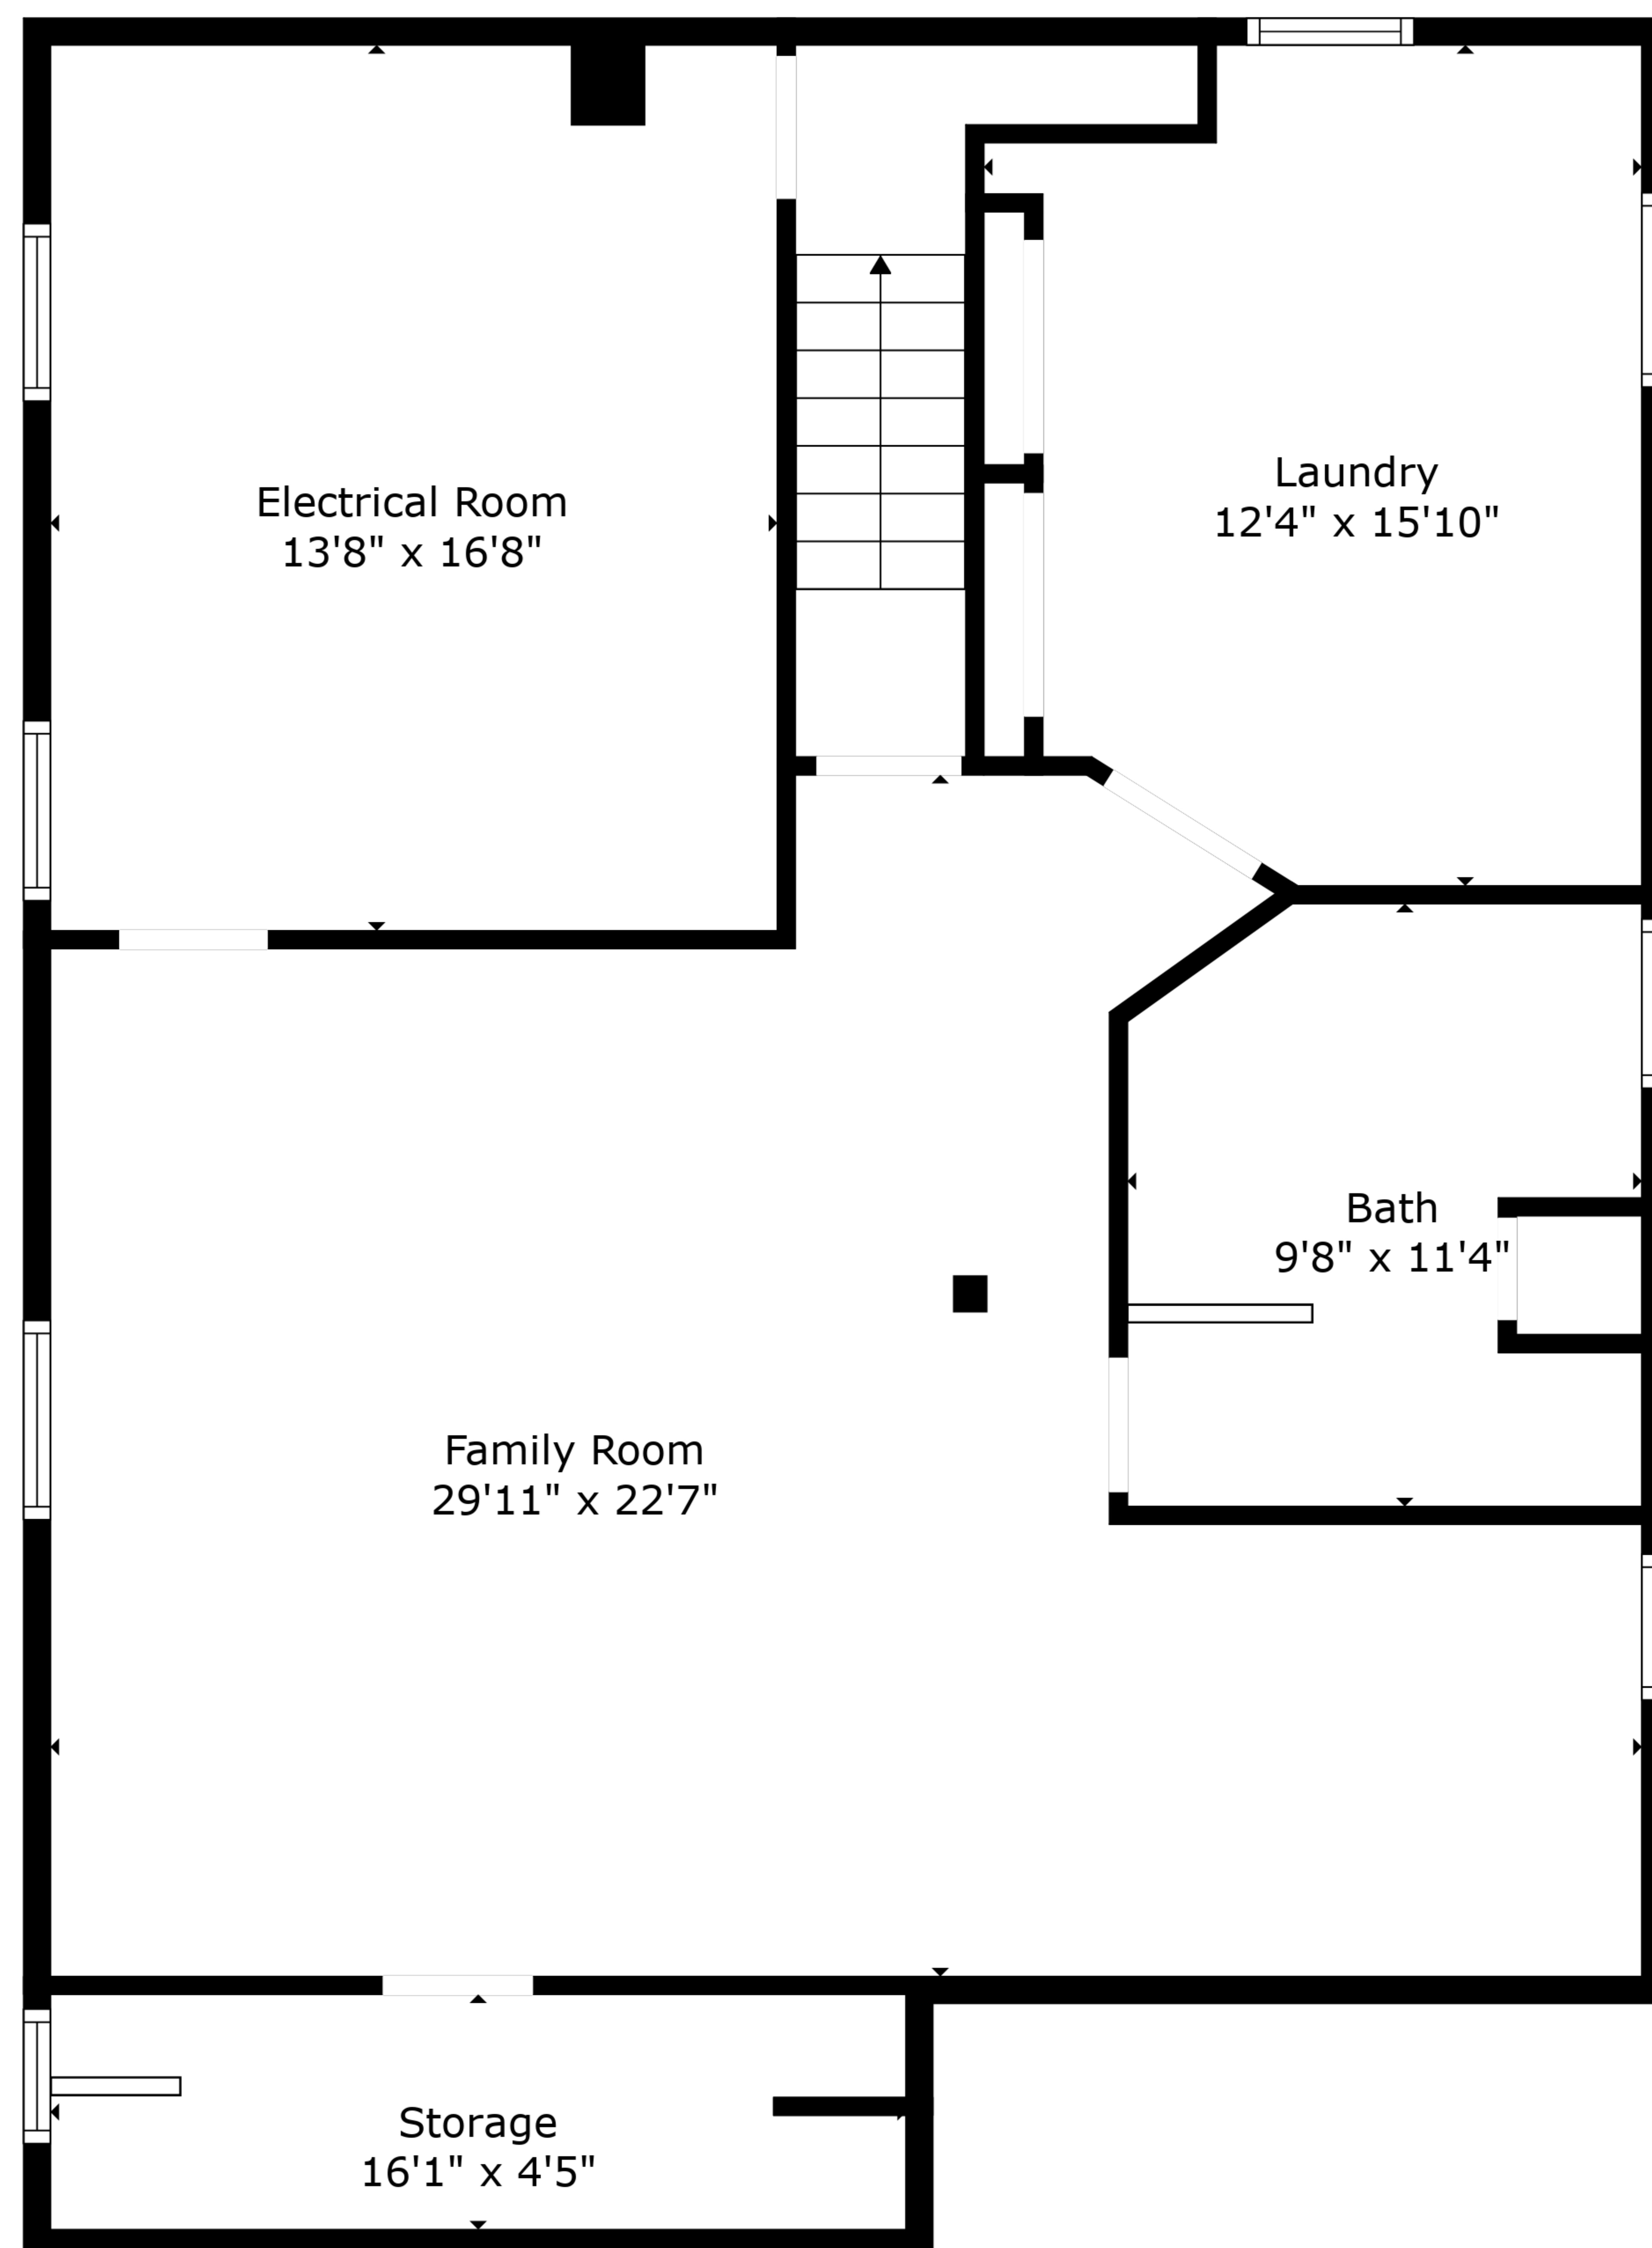 Electrical Room
13'8" x 16'8"
Laundry
12'4" x 15'10"
Bath
9'8" x 11'4"
Family Room
29'11" x 22'7"
Storage
16'1" x 4'5"